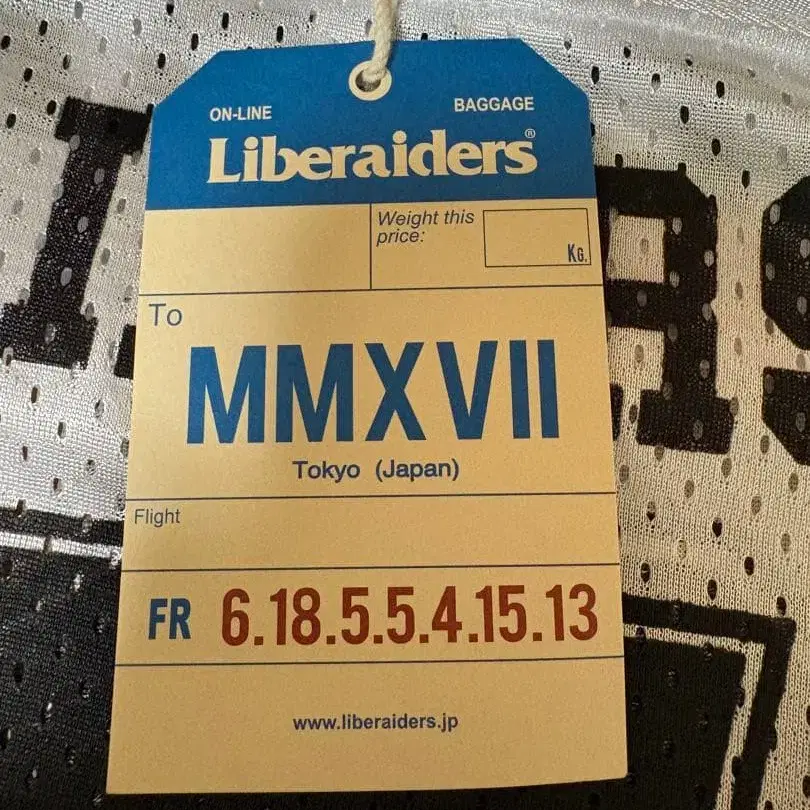 ON-LINE BAGGAGE
Liberaiders®
Weight this
price:
KG.
To
MMXVII
Tokyo (Japan)
Flight
FR 6.18.5.5.4.15.13
www.liberaiders.jp